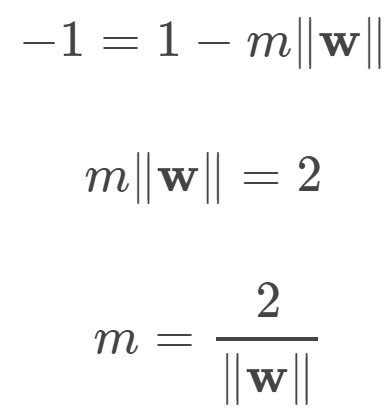 −1 = 1 − m‖𝐰‖
m‖𝐰‖ = 2
m = 2 / ‖𝐰‖